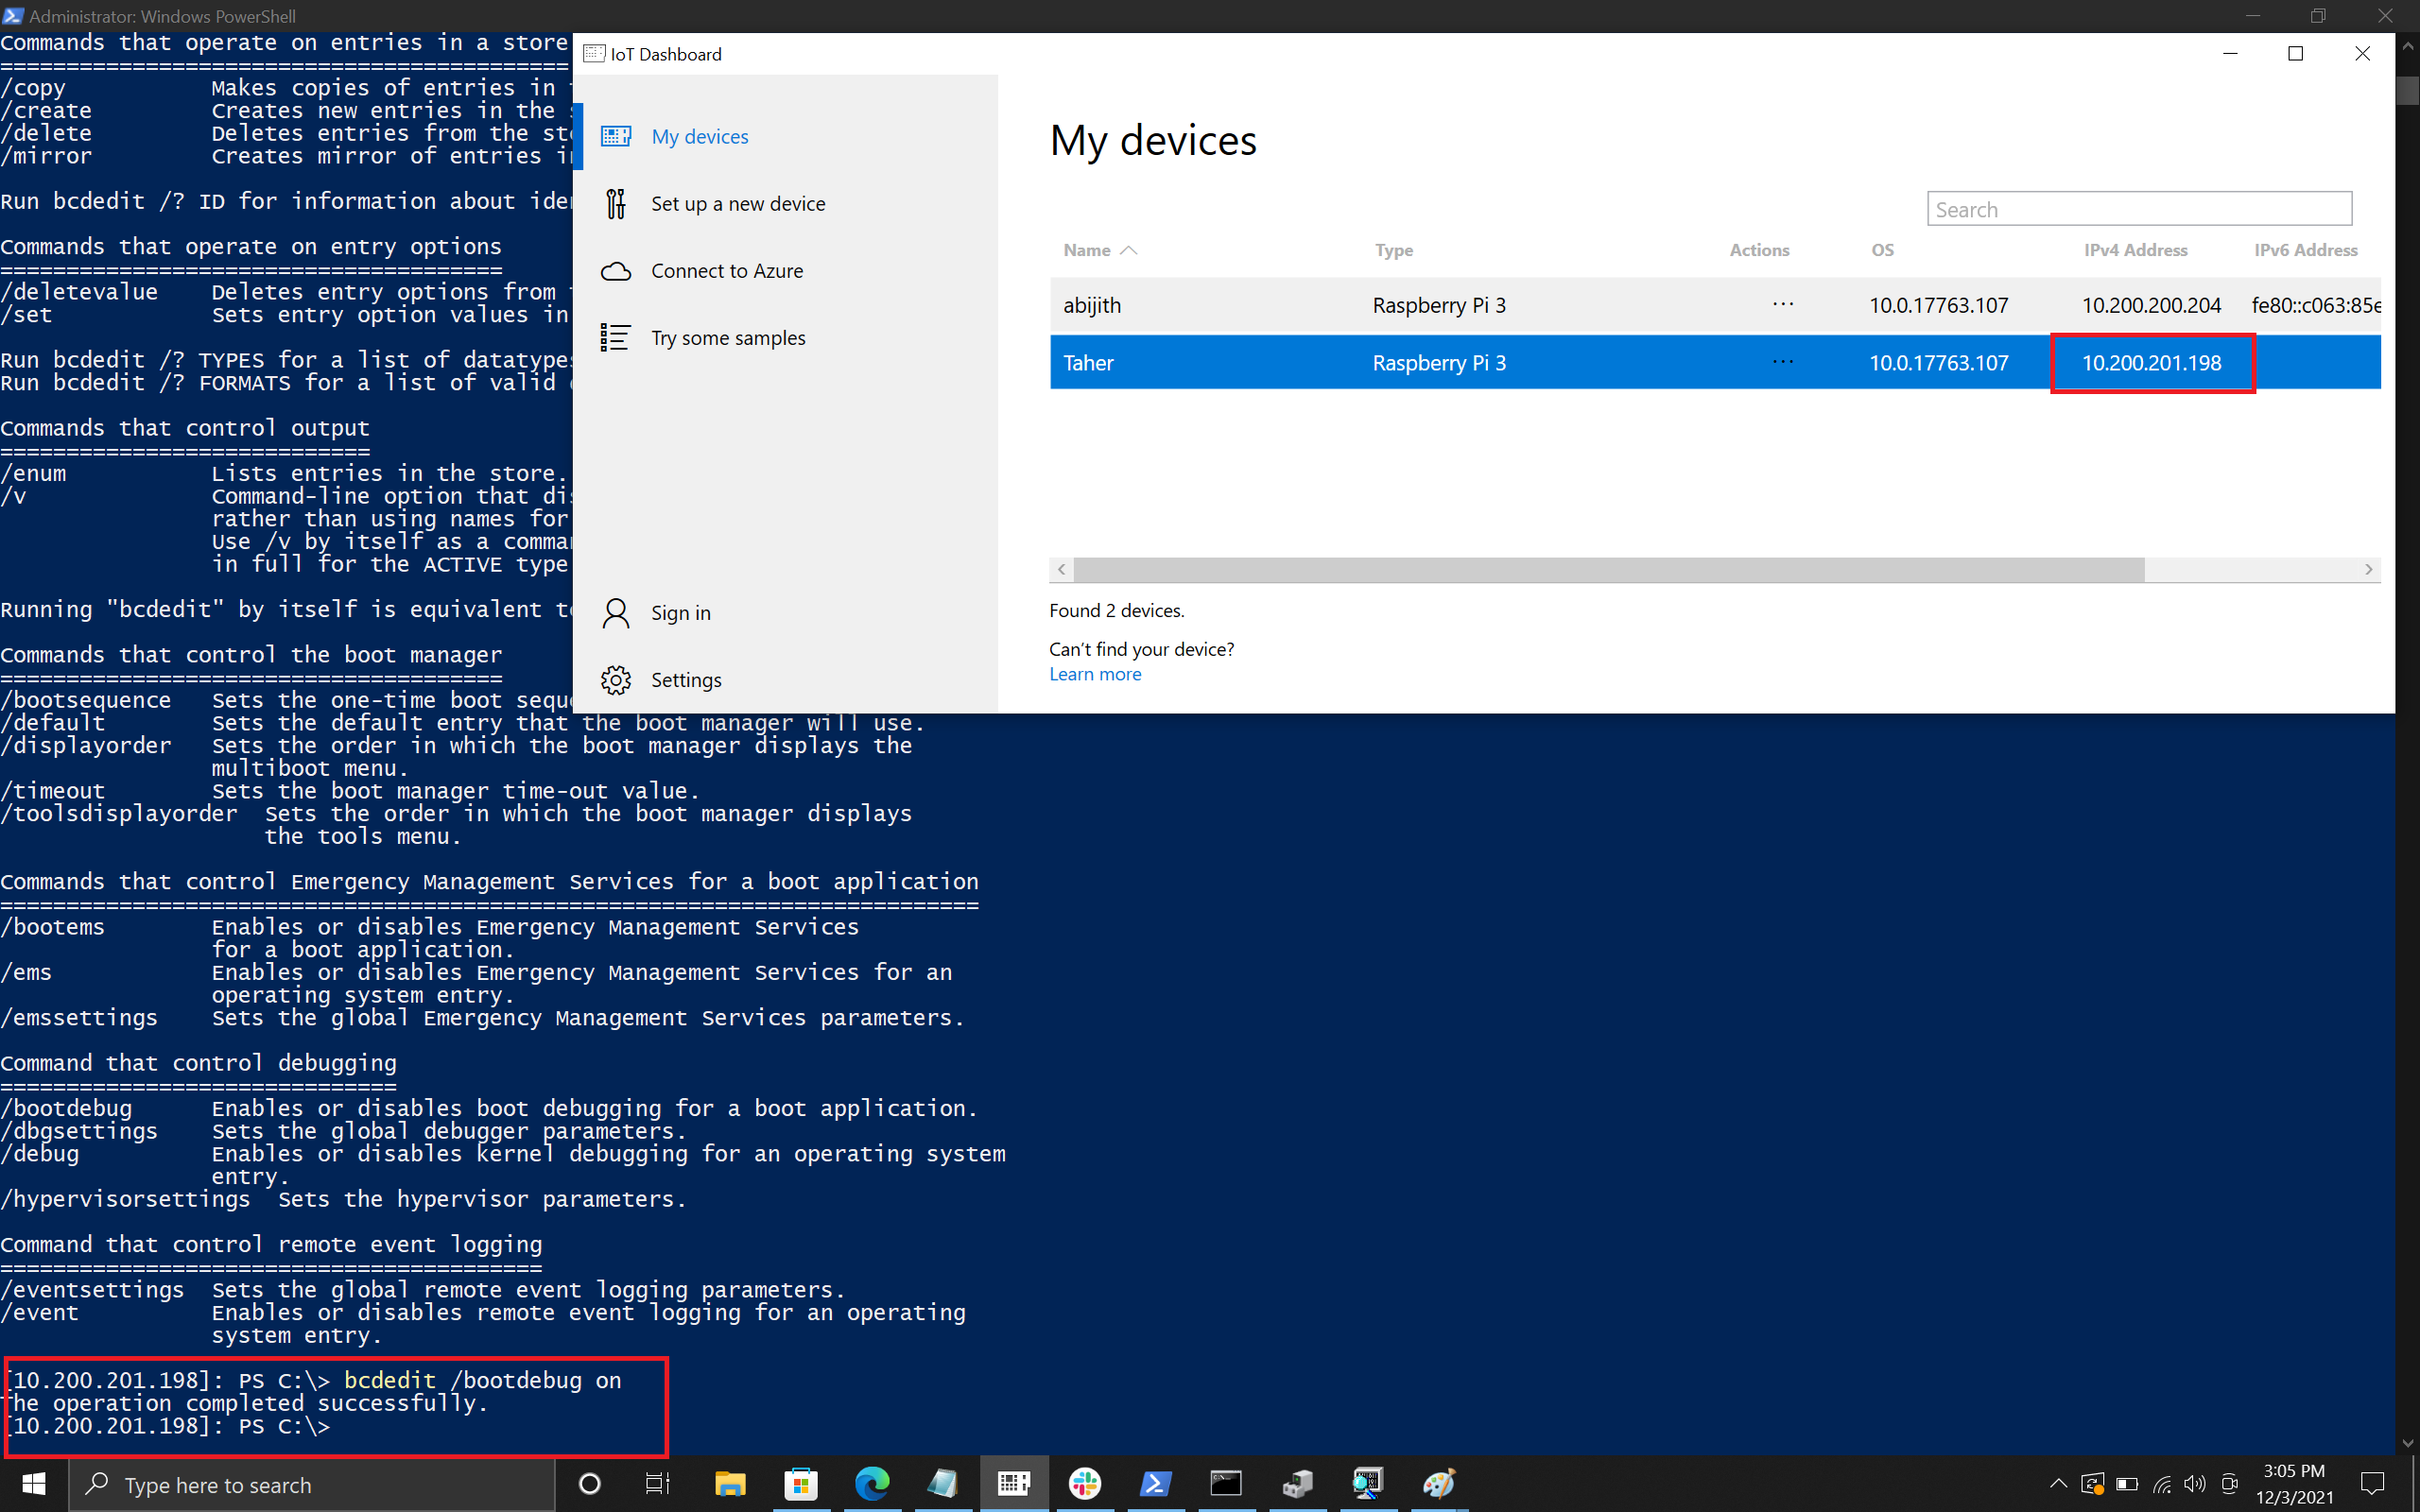 Administrator: Windows PowerShell
Commands that operate on entries in a store
===========================================
/copy Makes copies of entries in
/create Creates new entries in the
/delete Deletes entries from the
/mirror Creates mirror of entries
Run bcdedit /? ID for information about
Commands that operate on entry options
======================================
/deletevalue Deletes entry options from
/set Sets entry option values in
Run bcdedit /? TYPES for a list of
Run bcdedit /? FORMATS for a list of valid
Commands that control output
============================
/enum Lists entries in the store.
/v Command-line option that
rather than using names for
Use /v by itself as a
in full for the ACTIVE type
Running "bcdedit" by itself is equivalent
Commands that control the boot manager
======================================
/bootsequence Sets the one-time boot
/default Sets the default entry that the boot manager will use.
/displayorder Sets the order in which the boot manager displays the
multiboot menu.
/timeout Sets the boot manager time-out value.
/toolsdisplayorder Sets the order in which the boot manager displays
the tools menu.
Commands that control Emergency Management Services for a boot application
==========================================================================
/bootems Enables or disables Emergency Management Services
for a boot application.
/ems Enables or disables Emergency Management Services for an
operating system entry.
/emssettings Sets the global Emergency Management Services parameters.
Command that control debugging
==============================
/bootdebug Enables or disables boot debugging for a boot application.
/dbgsettings Sets the global debugger parameters.
/debug Enables or disables kernel debugging for an operating system
entry.
/hypervisorsettings Sets the hypervisor parameters.
Command that control remote event logging
=========================================
/eventsettings Sets the global remote event logging parameters.
/event Enables or disables remote event logging for an operating
system entry.
[10.200.201.198]: PS C:\> bcdedit /bootdebug on
The operation completed successfully.
[10.200.201.198]: PS C:\>
IoT Dashboard
My devices
Set up a new device
Connect to Azure
Try some samples
Sign in
Settings
My devices
Search
Name Type Actions OS IPv4 Address IPv6 Address
abijith Raspberry Pi 3 ... 10.0.17763.107 10.200.200.204 fe80::c063:85e
Taher Raspberry Pi 3 ... 10.0.17763.107 10.200.201.198
Found 2 devices.
Can't find your device?
Learn more
Type here to search
3:05 PM
12/3/2021